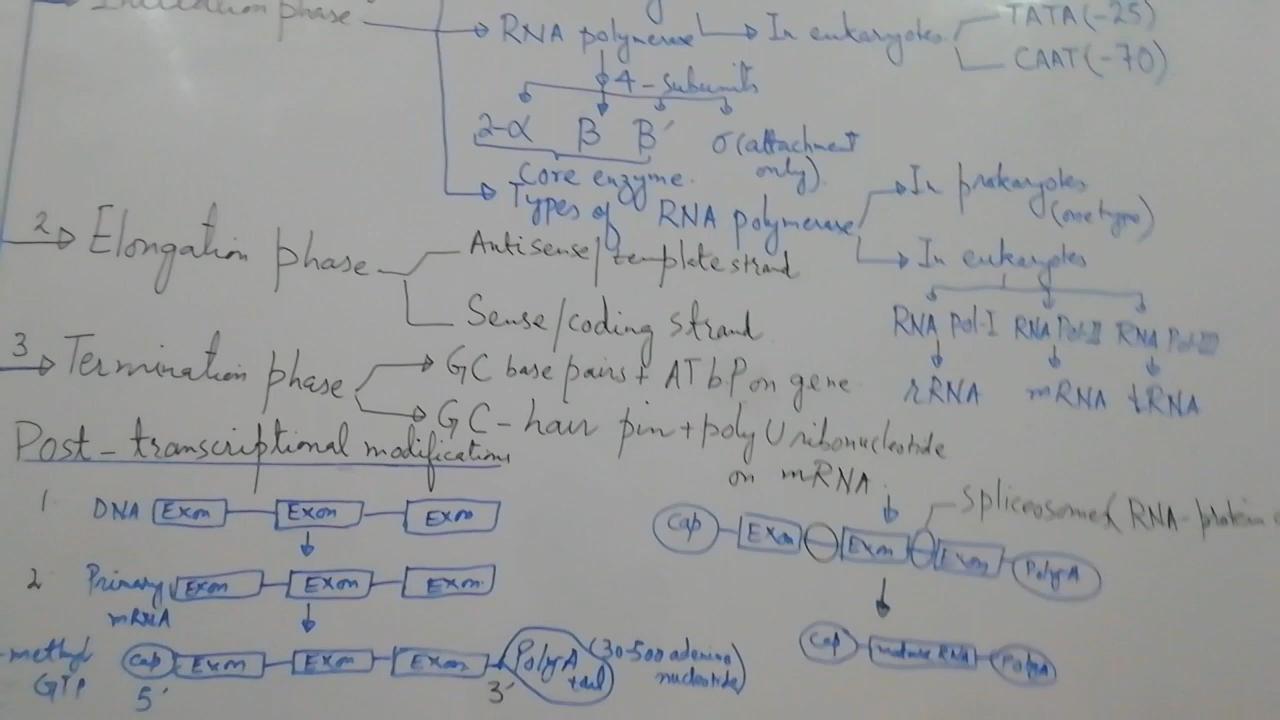 Initiation phase
RNA polymerase
In eukaryotes
TATA (-25)
CAAT (-70)
4-subunits
2-α β β′ σ (attachment only)
Core enzyme
Types of RNA polymerase
In prokaryotes (one type)
In eukaryotes
RNA Pol-I RNA Pol-II RNA Pol-III
rRNA mRNA tRNA
2 Elongation phase
Antisense/template strand
Sense/coding strand
3 Termination phase
GC base pairs + AT bP on gene
GC-hair pin + poly U ribonucleotide
on mRNA
Post-transcriptional modifications
1 DNA Exon Exon Exon
2 Primary mRNA Exon Exon Exon
-methyl GTP
Cap Exon Exon Exon Poly A tail (30-500 adenine nucleotide)
5′ 3′
Spliceosomes (RNA-protein
Cap Exon Exon Exon Poly A
Cap mature RNA Poly A